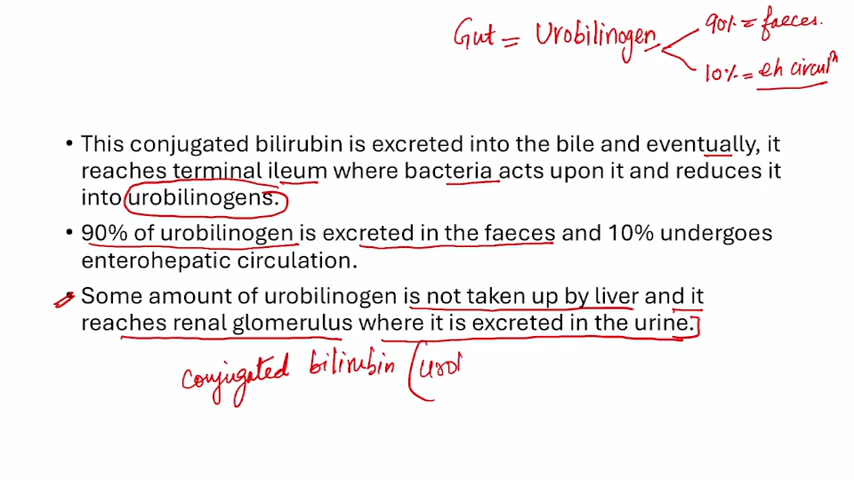 Gut = Urobilinogen
90% = faeces.
10% = eh circulⁿ
• This conjugated bilirubin is excreted into the bile and eventually, it
reaches terminal ileum where bacteria acts upon it and reduces it
into urobilinogens.
• 90% of urobilinogen is excreted in the faeces and 10% undergoes
enterohepatic circulation.
• Some amount of urobilinogen is not taken up by liver and it
reaches renal glomerulus where it is excreted in the urine.
conjugated bilirubin (urol